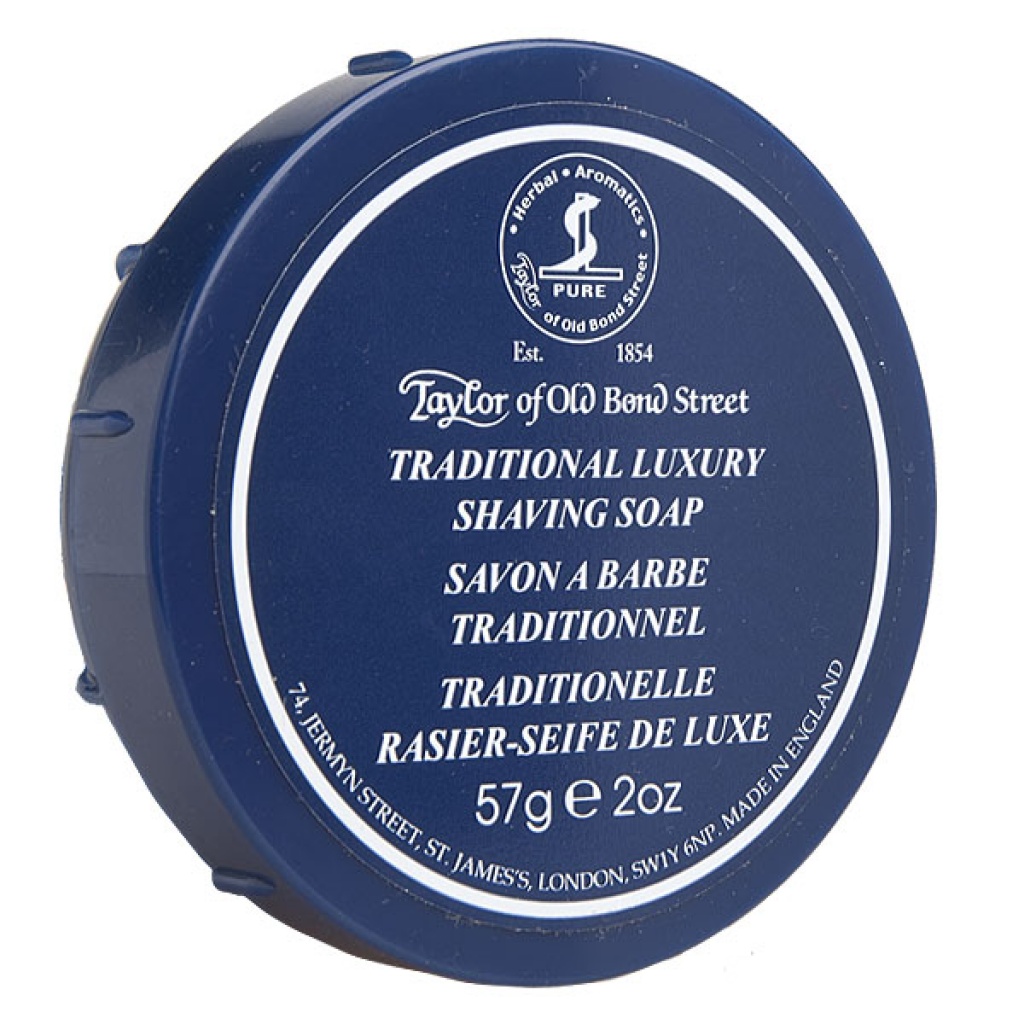 Herbal • Aromatics •
PURE
Taylor of Old Bond Street •
Est. 1854
Taylor of Old Bond Street
TRADITIONAL LUXURY
SHAVING SOAP
SAVON A BARBE
TRADITIONNEL
TRADITIONELLE
RASIER-SEIFE DE LUXE
57g e 2oz
74, JERMYN STREET, ST. JAMES'S, LONDON, SW1Y 6NP. MADE IN ENGLAND